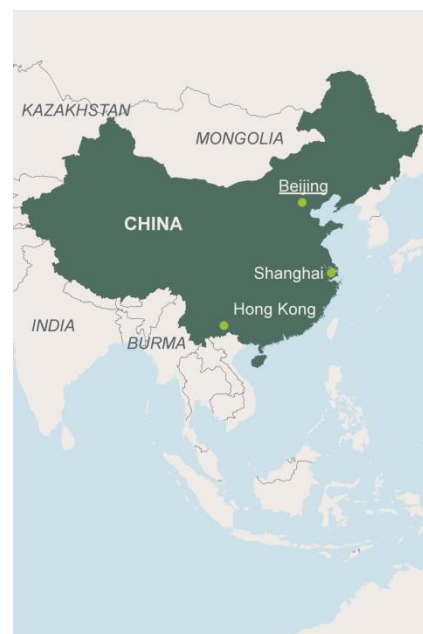 KAZAKHSTAN
MONGOLIA
Beijing
CHINA
Shanghai
Hong Kong
INDIA
BURMA